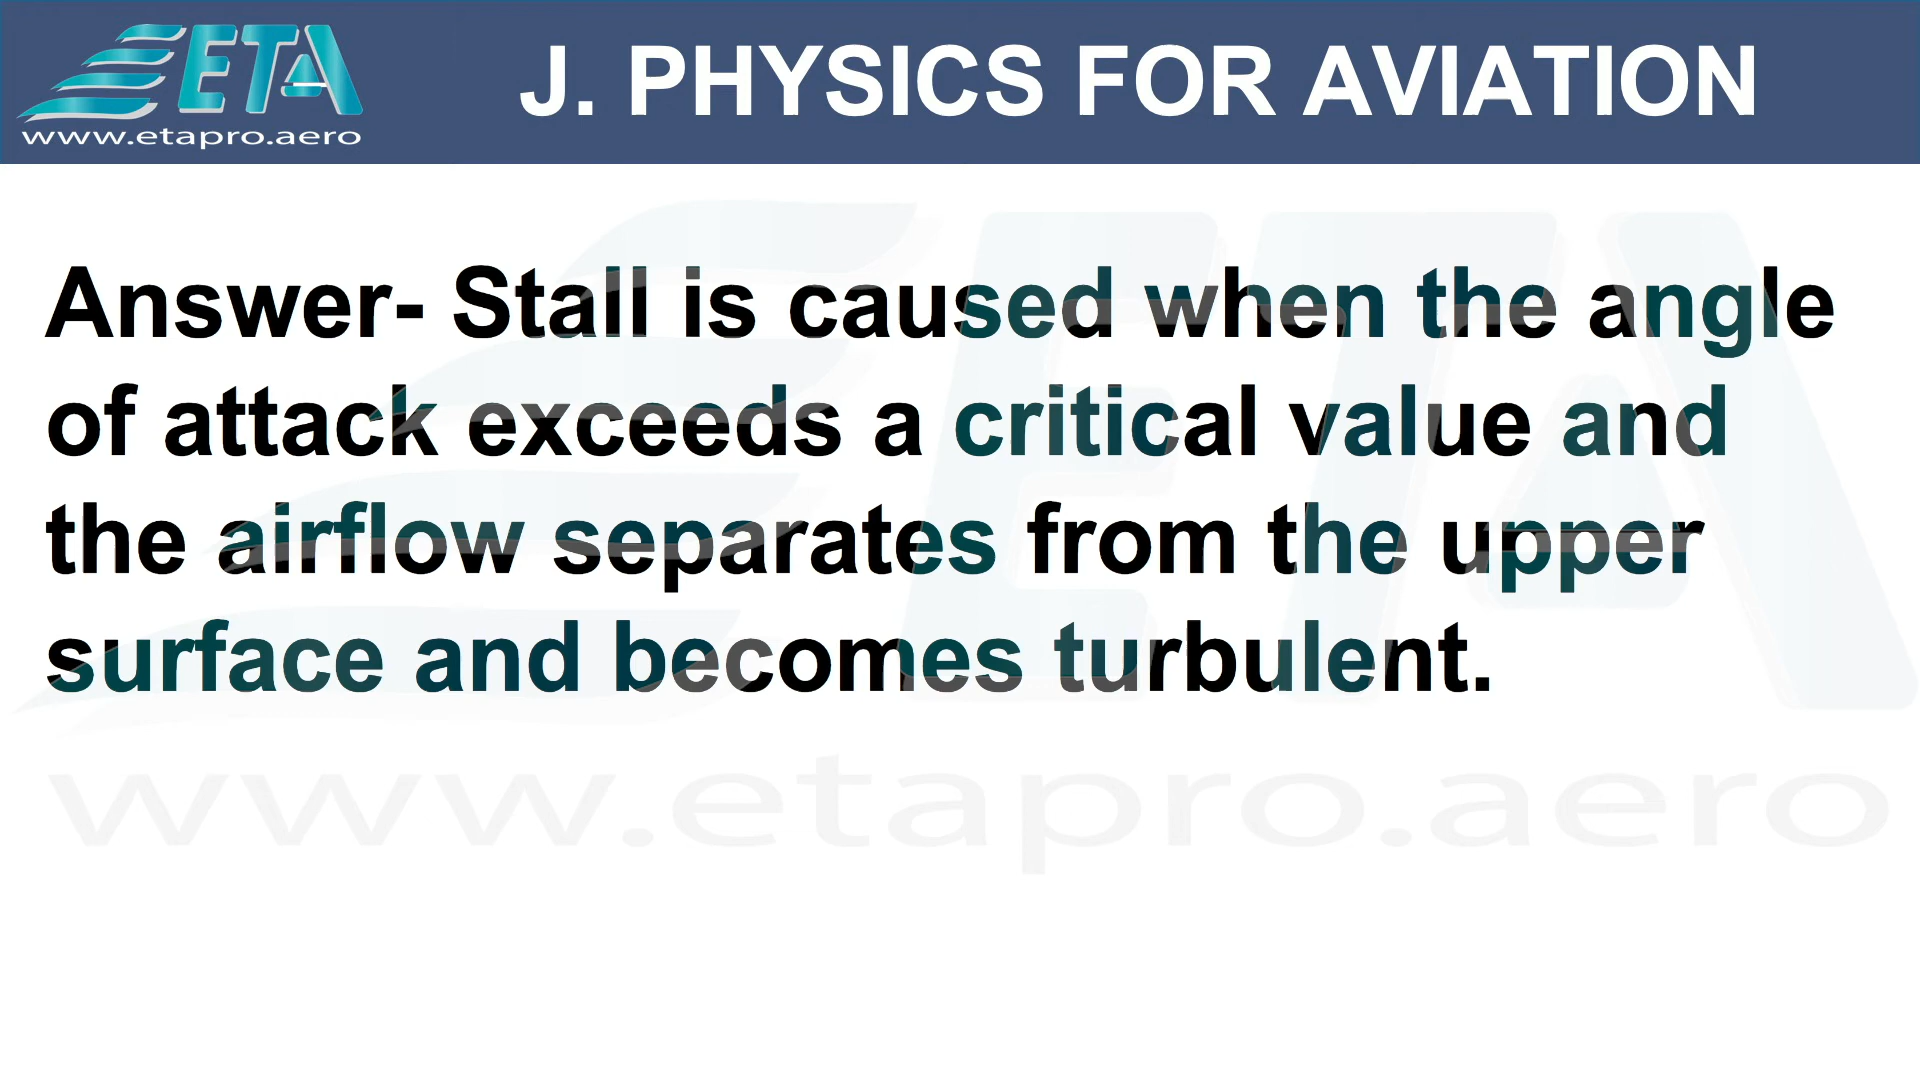 ETA
www.etapro.aero
J. PHYSICS FOR AVIATION
Answer- Stall is caused when the angle
of attack exceeds a critical value and
the airflow separates from the upper
surface and becomes turbulent.
ETA
www.etapro.aero